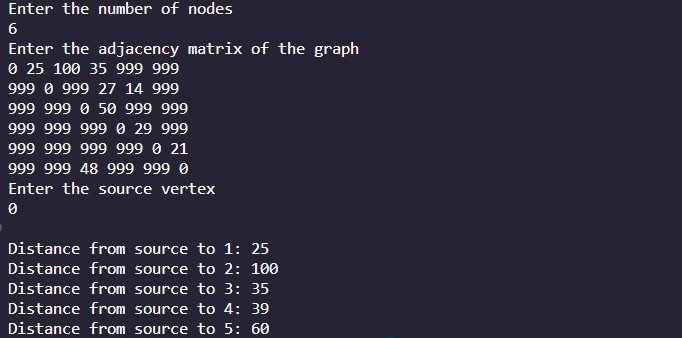 Enter the number of nodes
6
Enter the adjacency matrix of the graph
0 25 100 35 999 999
999 0 999 27 14 999
999 999 0 50 999 999
999 999 999 0 29 999
999 999 999 999 0 21
999 999 48 999 999 0
Enter the source vertex
0
Distance from source to 1: 25
Distance from source to 2: 100
Distance from source to 3: 35
Distance from source to 4: 39
Distance from source to 5: 60